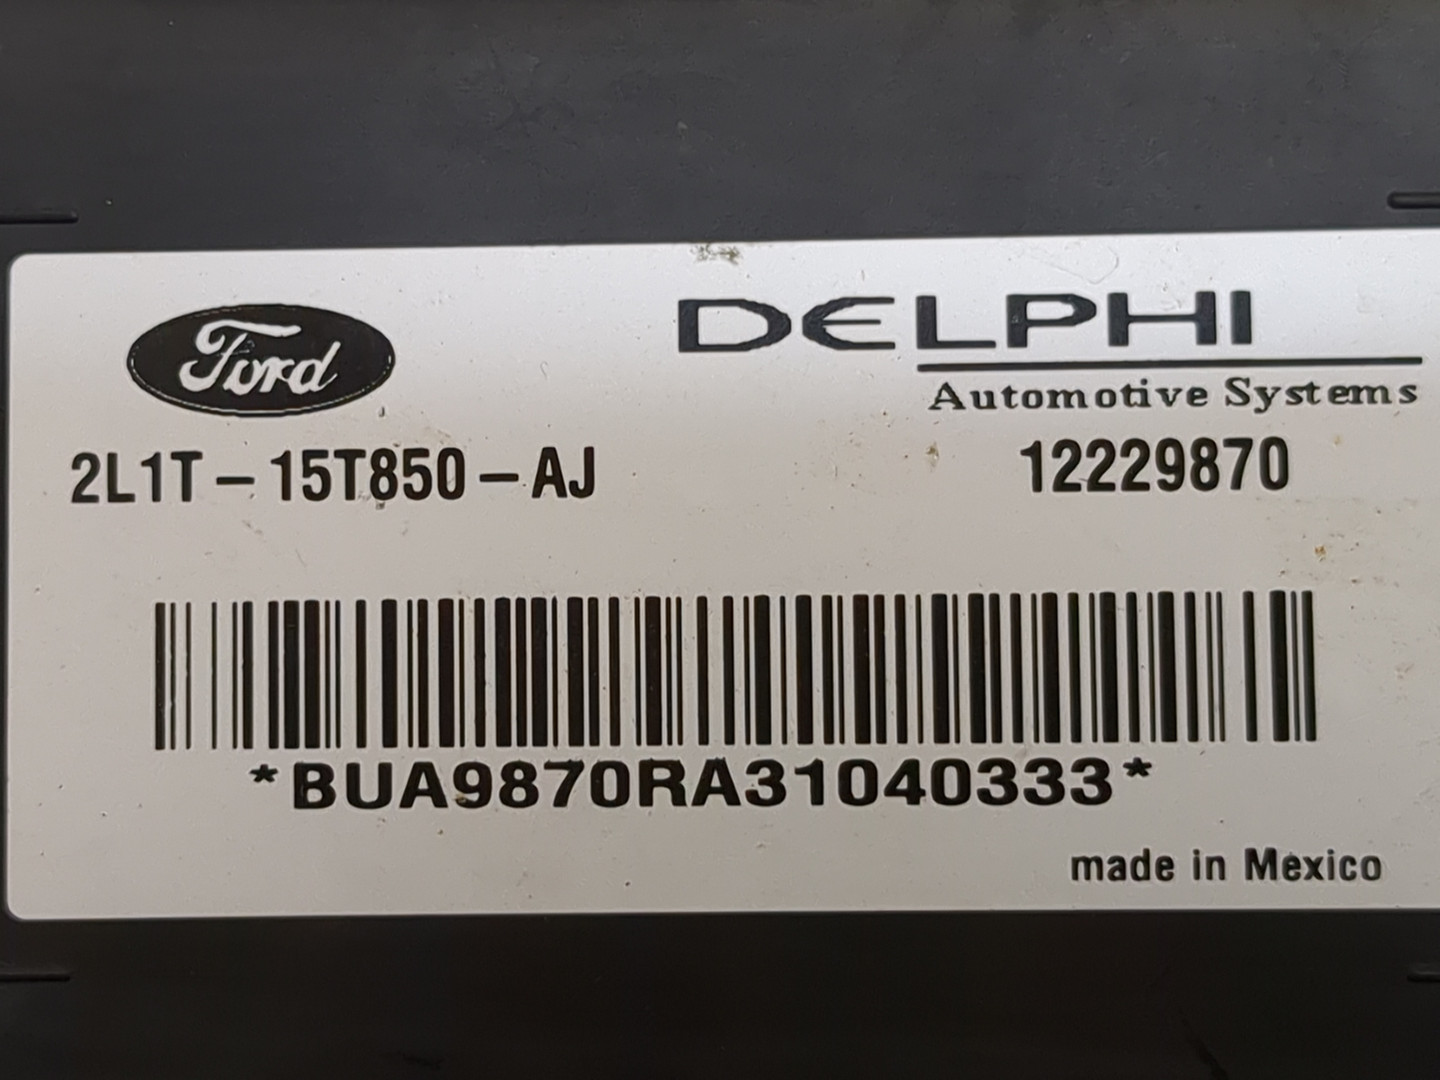 Ford
DELPHI
Automotive Systems
2L1T-15T850-AJ
12229870
*BUA9870RA31040333*
made in Mexico